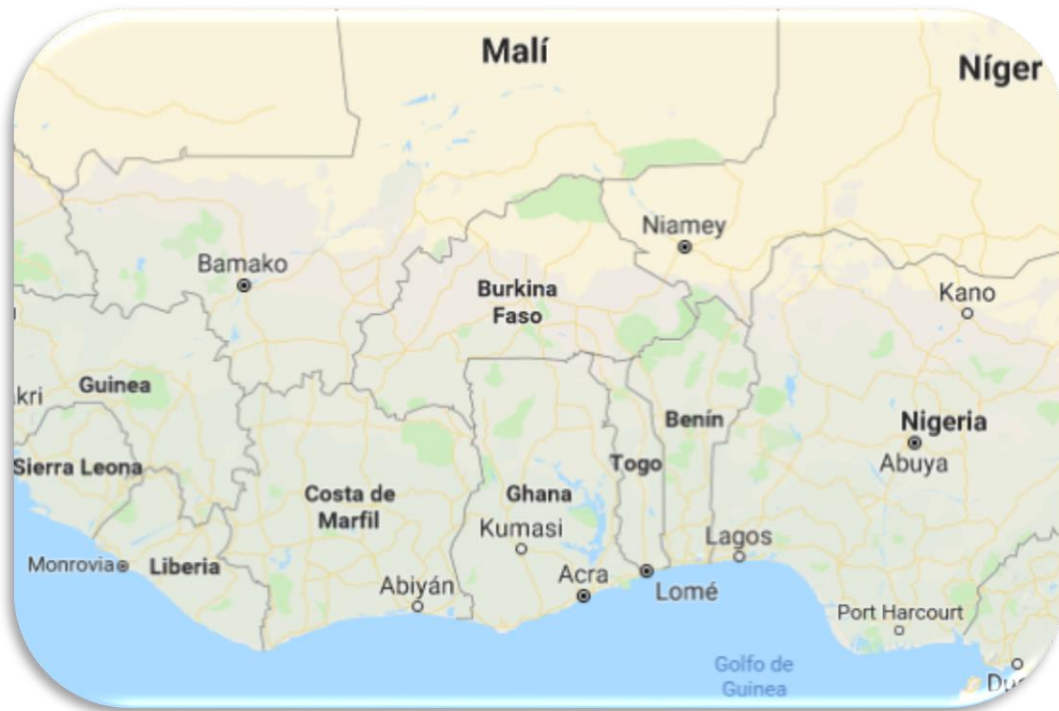 Malí
Níger
Niamey
Bamako
Burkina
Faso
Kano
Guinea
kri
Benín
Nigeria
Abuya
Sierra Leona
Togo
Costa de
Marfil
Ghana
Kumasi
Lagos
Monrovia
Liberia
Abiyán
Acra
Lomé
Port Harcourt
Golfo de
Guinea